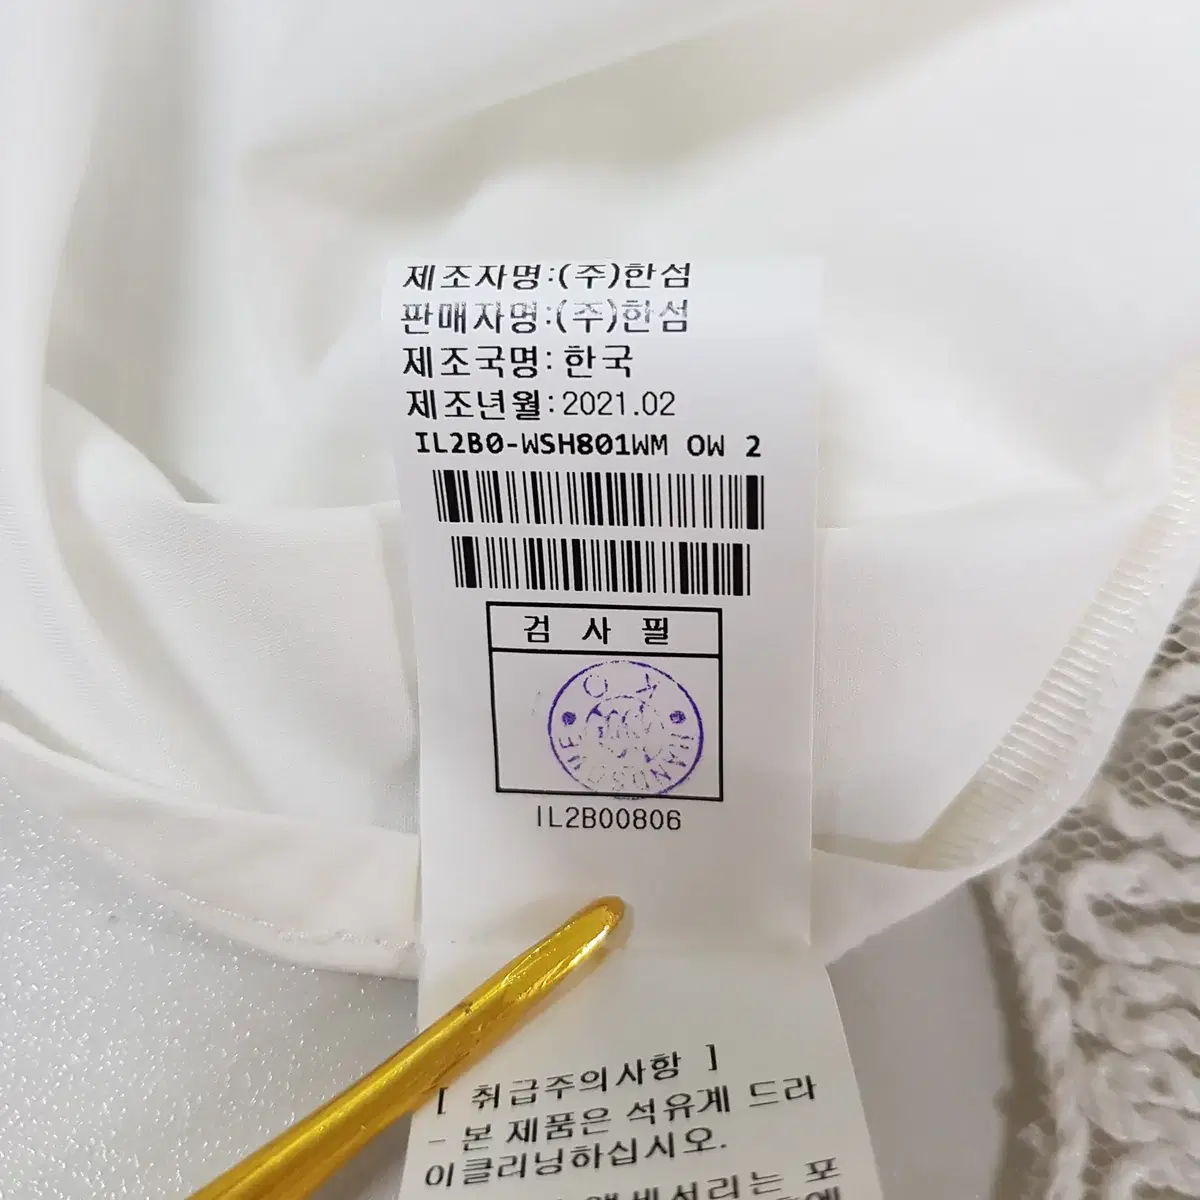 제조자명:(주)한섬
판매자명:(주)한섬
제조국명: 한국
제조년월:2021.02
IL2B0-WSH801WM OW 2
검 사 필
HANDSOME
IL2B00806
[ 취급주의사항 ]
- 본 제품은 석유계 드라
이클리닝하십시오.
는 포